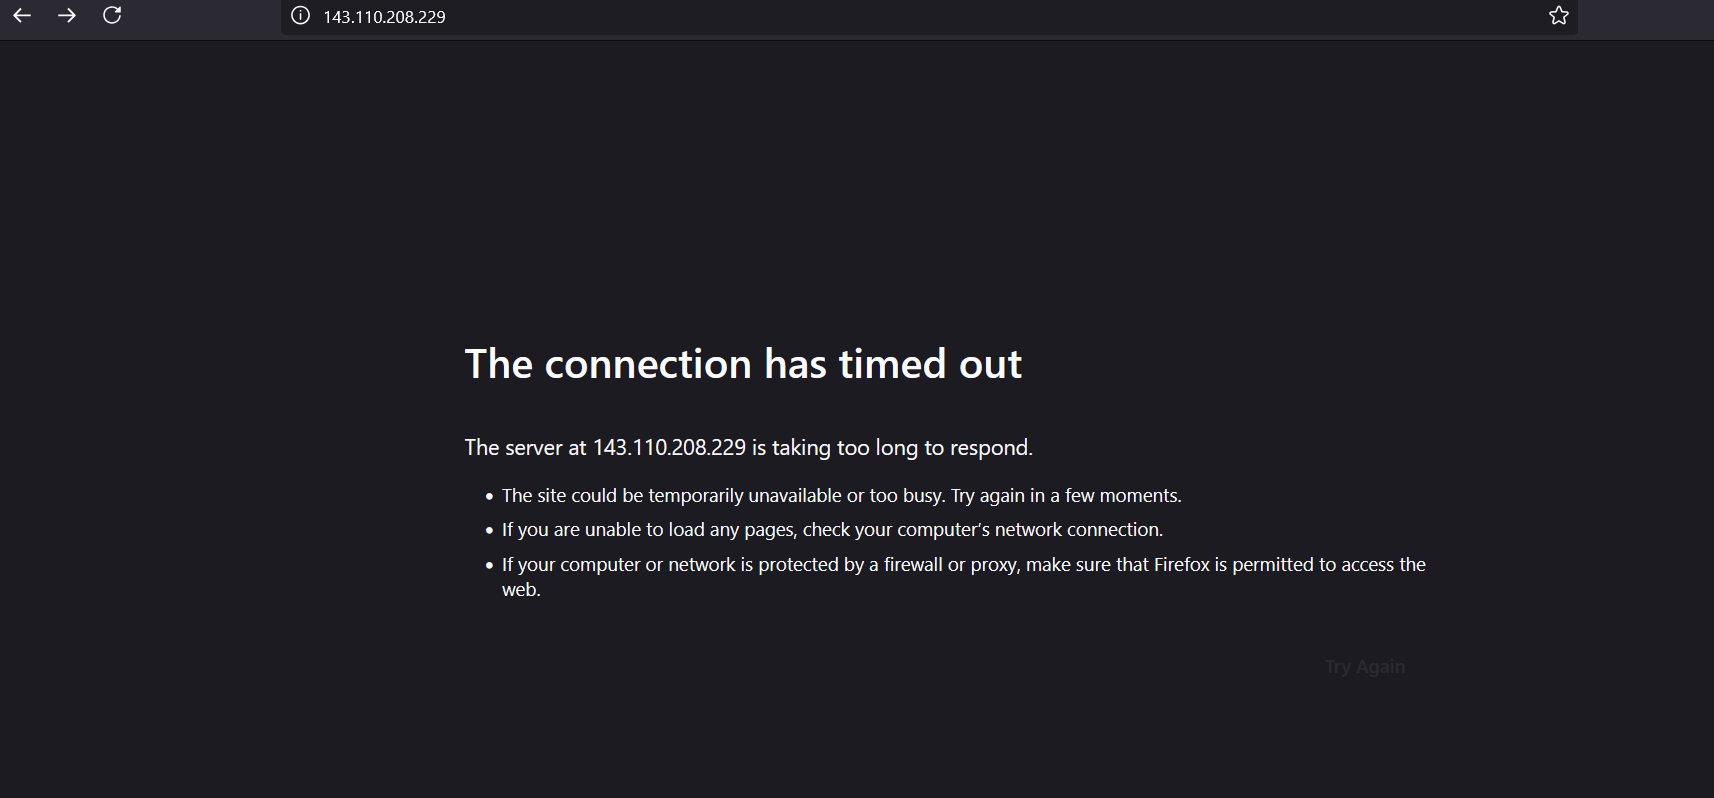 143.110.208.229
The connection has timed out
The server at 143.110.208.229 is taking too long to respond.
• The site could be temporarily unavailable or too busy. Try again in a few moments.
• If you are unable to load any pages, check your computer’s network connection.
• If your computer or network is protected by a firewall or proxy, make sure that Firefox is permitted to access the
web.
Try Again